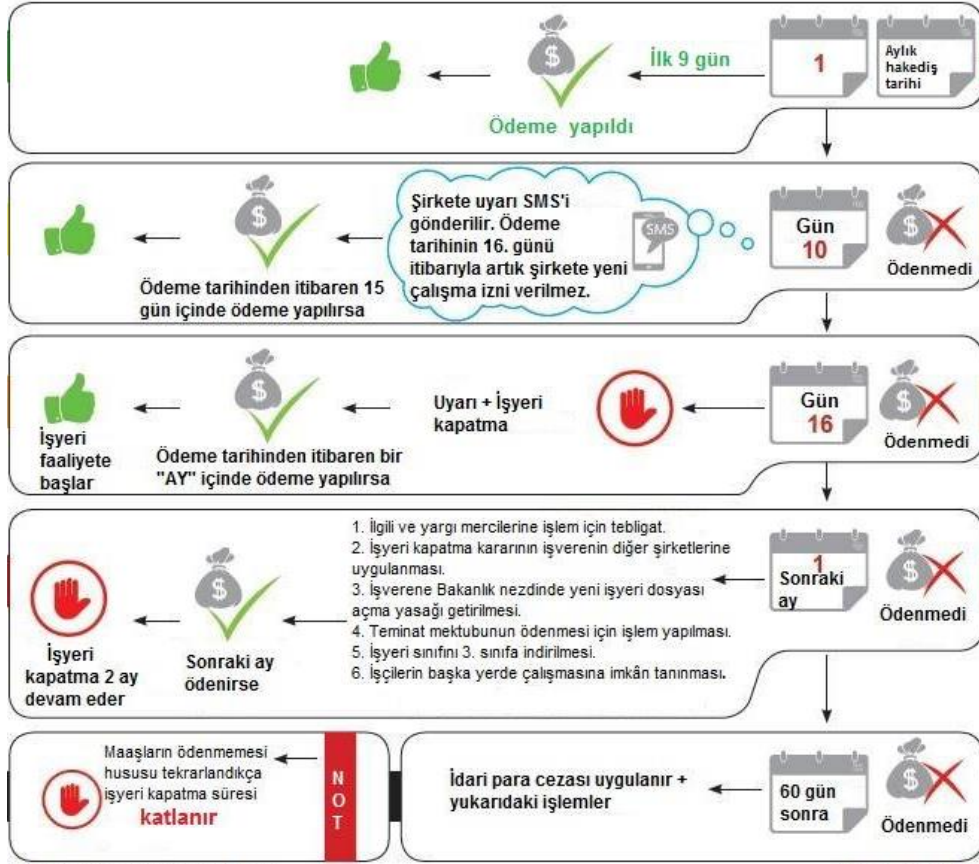 1
Aylık
hakediş
tarihi
İlk 9 gün
$
Ödeme yapıldı
Gün
10
$
Ödenmedi
Şirkete uyarı SMS'i
gönderilir. Ödeme
tarihinin 16. günü
itibarıyla artık şirkete yeni
çalışma izni verilmez.
SMS
$
Ödeme tarihinden itibaren 15
gün içinde ödeme yapılırsa
Gün
16
$
Ödenmedi
Uyarı + İşyeri
kapatma
$
Ödeme tarihinden itibaren bir
"AY" içinde ödeme yapılırsa
İşyeri
faaliyete
başlar
1
Sonraki
ay
$
Ödenmedi
1. İlgili ve yargı mercilerine işlem için tebligat.
2. İşyeri kapatma kararının işverenin diğer şirketlerine
uygulanması.
3. İşverene Bakanlık nezdinde yeni işyeri dosyası
açma yasağı getirilmesi.
4. Teminat mektubunun ödenmesi için işlem yapılması.
5. İşyeri sınıfını 3. sınıfa indirilmesi.
6. İşçilerin başka yerde çalışmasına imkân tanınması.
$
Sonraki ay
ödenirse
İşyeri
kapatma 2 ay
devam eder
60 gün
sonra
$
Ödenmedi
İdari para cezası uygulanır +
yukarıdaki işlemler
NOT
Maaşların ödenmemesi
hususu tekrarlandıkça
işyeri kapatma süresi
katlanır